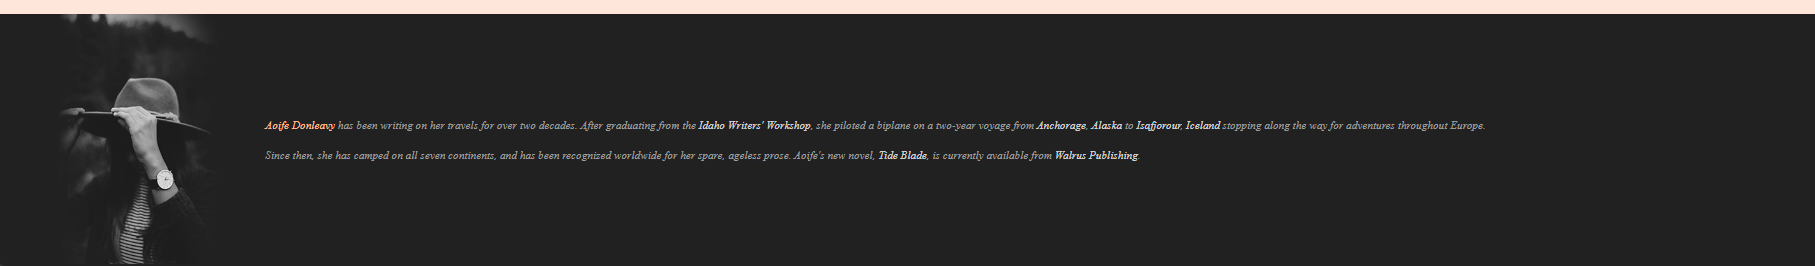 Aoife Donleavy has been writing on her travels for over two decades. After graduating from the Idaho Writers' Workshop, she piloted a biplane on a two-year voyage from Anchorage, Alaska to Isafjorour, Iceland stopping along the way for adventures throughout Europe.
Since then, she has camped on all seven continents, and has been recognized worldwide for her spare, ageless prose. Aoife's new novel, Tide Blade, is currently available from Walrus Publishing.